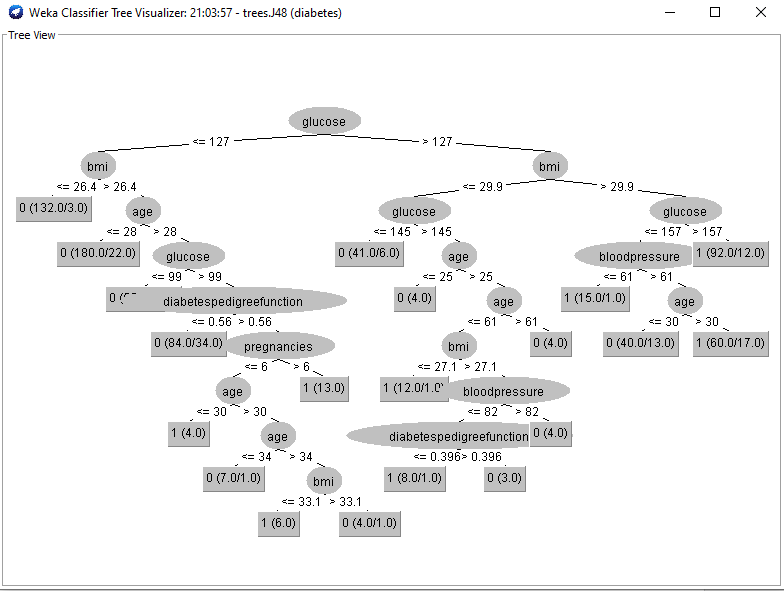 Weka Classifier Tree Visualizer: 21:03:57 - trees.J48 (diabetes)
Tree View
glucose
<= 127 > 127
bmi bmi
<= 26.4 > 26.4 <= 29.9 > 29.9
0 (132.0/3.0) age glucose glucose
<= 28 > 28 <= 145 > 145 <= 157 > 157
0 (180.0/22.0) glucose 0 (41.0/6.0) age bloodpressure 1 (92.0/12.0)
<= 99 > 99 <= 25 > 25 <= 61 > 61
0 ( diabetespedigreefunction 0 (4.0) age 1 (15.0/1.0) age
<= 0.56 > 0.56 <= 61 > 61 <= 30 > 30
0 (84.0/34.0) pregnancies bmi 0 (4.0) 0 (40.0/13.0) 1 (60.0/17.0)
<= 6 > 6 <= 27.1 > 27.1
age 1 (13.0) 1 (12.0/1.0) bloodpressure
<= 30 > 30 <= 82 > 82
1 (4.0) age diabetespedigreefunction 0 (4.0)
<= 34 > 34 <= 0.396 > 0.396
0 (7.0/1.0) bmi 1 (8.0/1.0) 0 (3.0)
<= 33.1 > 33.1
1 (6.0) 0 (4.0/1.0)